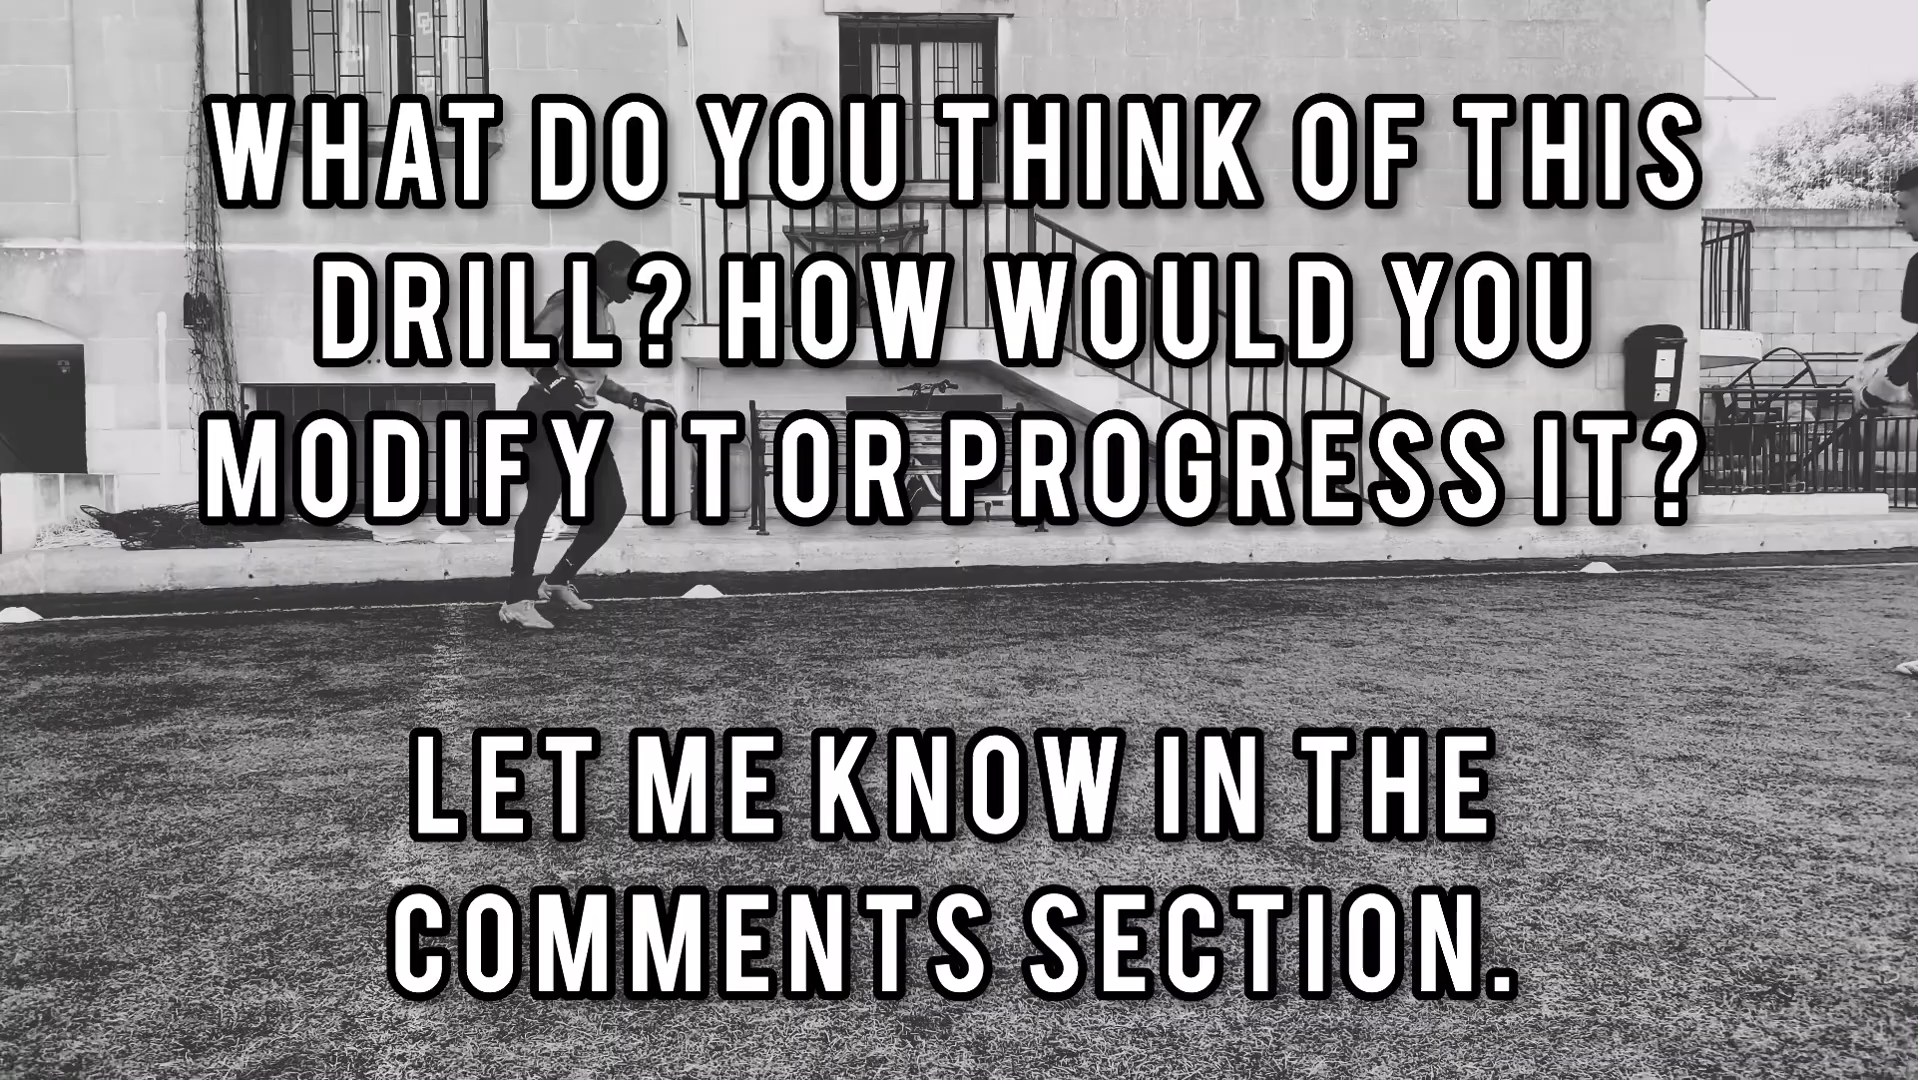 WHAT DO YOU THINK OF THIS
DRILL? HOW WOULD YOU
MODIFY IT OR PROGRESS IT?
LET ME KNOW IN THE
COMMENTS SECTION.